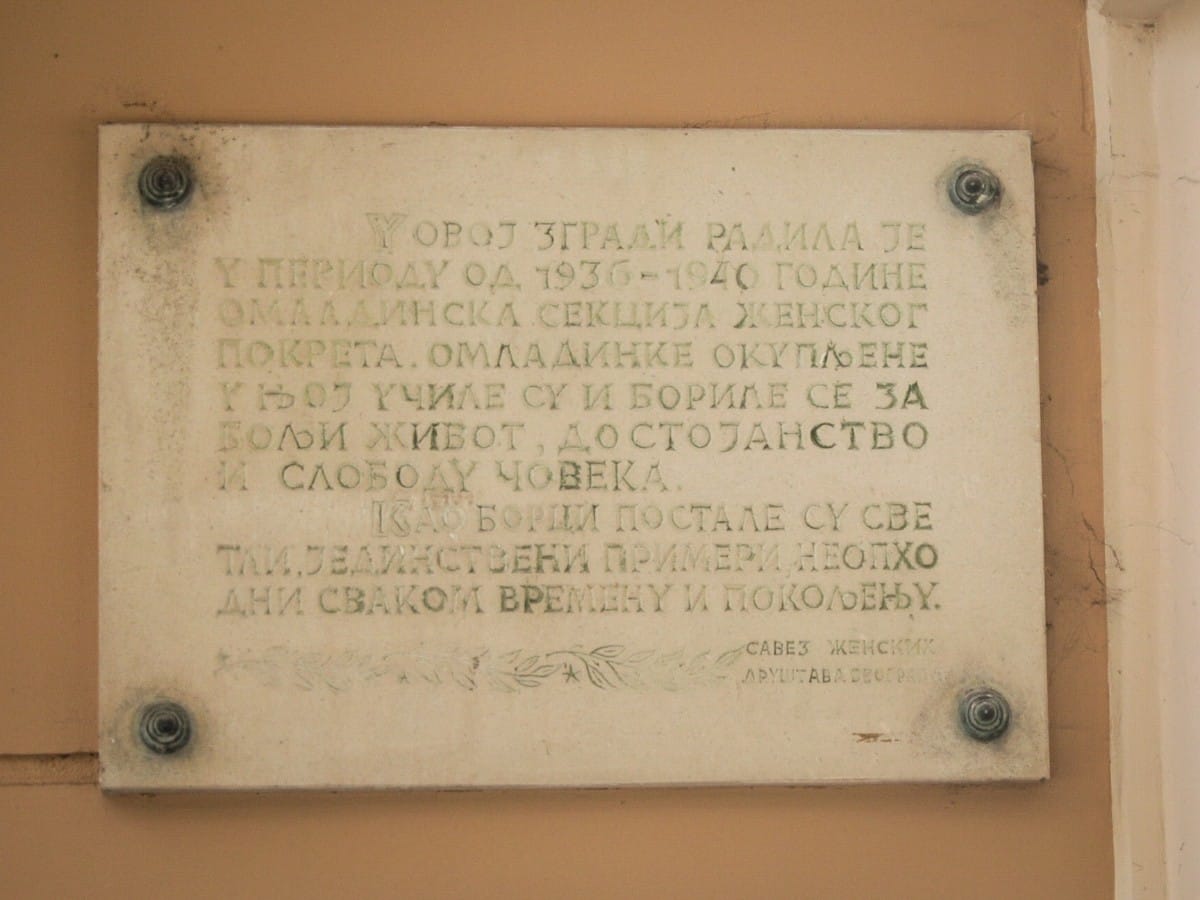 У ОВОЈ ЗГРАДИ РАДИЛА ЈЕ
У ПЕРИОДУ ОД 1936-1940 ГОДИНЕ
ОМЛАДИНСКА СЕКЦИЈА ЖЕНСКОГ
ПОКРЕТА. ОМЛАДИНКЕ ОКУПЉЕНЕ
У ЊОЈ УЧИЛЕ СУ И БОРИЛЕ СЕ ЗА
БОЉИ ЖИВОТ, ДОСТОЈАНСТВО
И СЛОБОДУ ЧОВЕКА.
КАО БОРЦИ ПОСТАЛЕ СУ СВЕ
ТЛИ, ЈЕДИНСТВЕНИ ПРИМЕРИ, НЕОПХО
ДНИ СВАКОМ ВРЕМЕНУ И ПОКОЉЕЊУ.
САВЕЗ ЖЕНСКИХ
ДРУШТАВА БЕОГРАДА